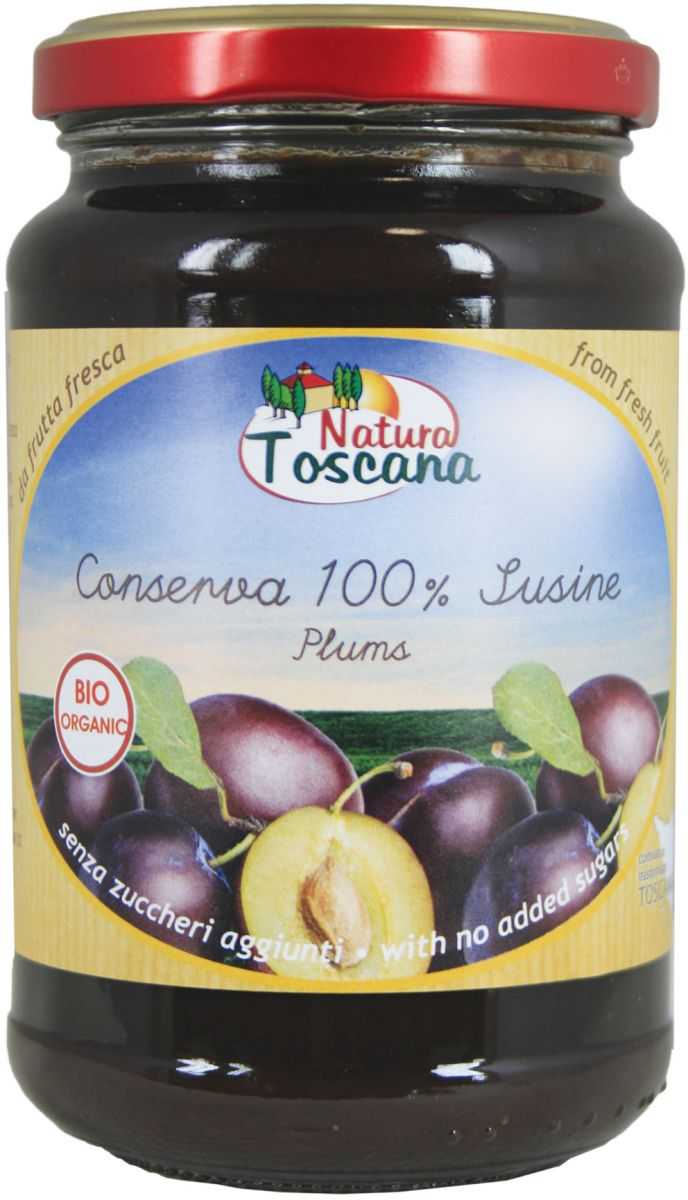 da frutta fresca
from fresh fruit
Natura
Toscana
Conserva 100% Susine
Plums
BIO
ORGANIC
senza zuccheri aggiunti • with no added sugars